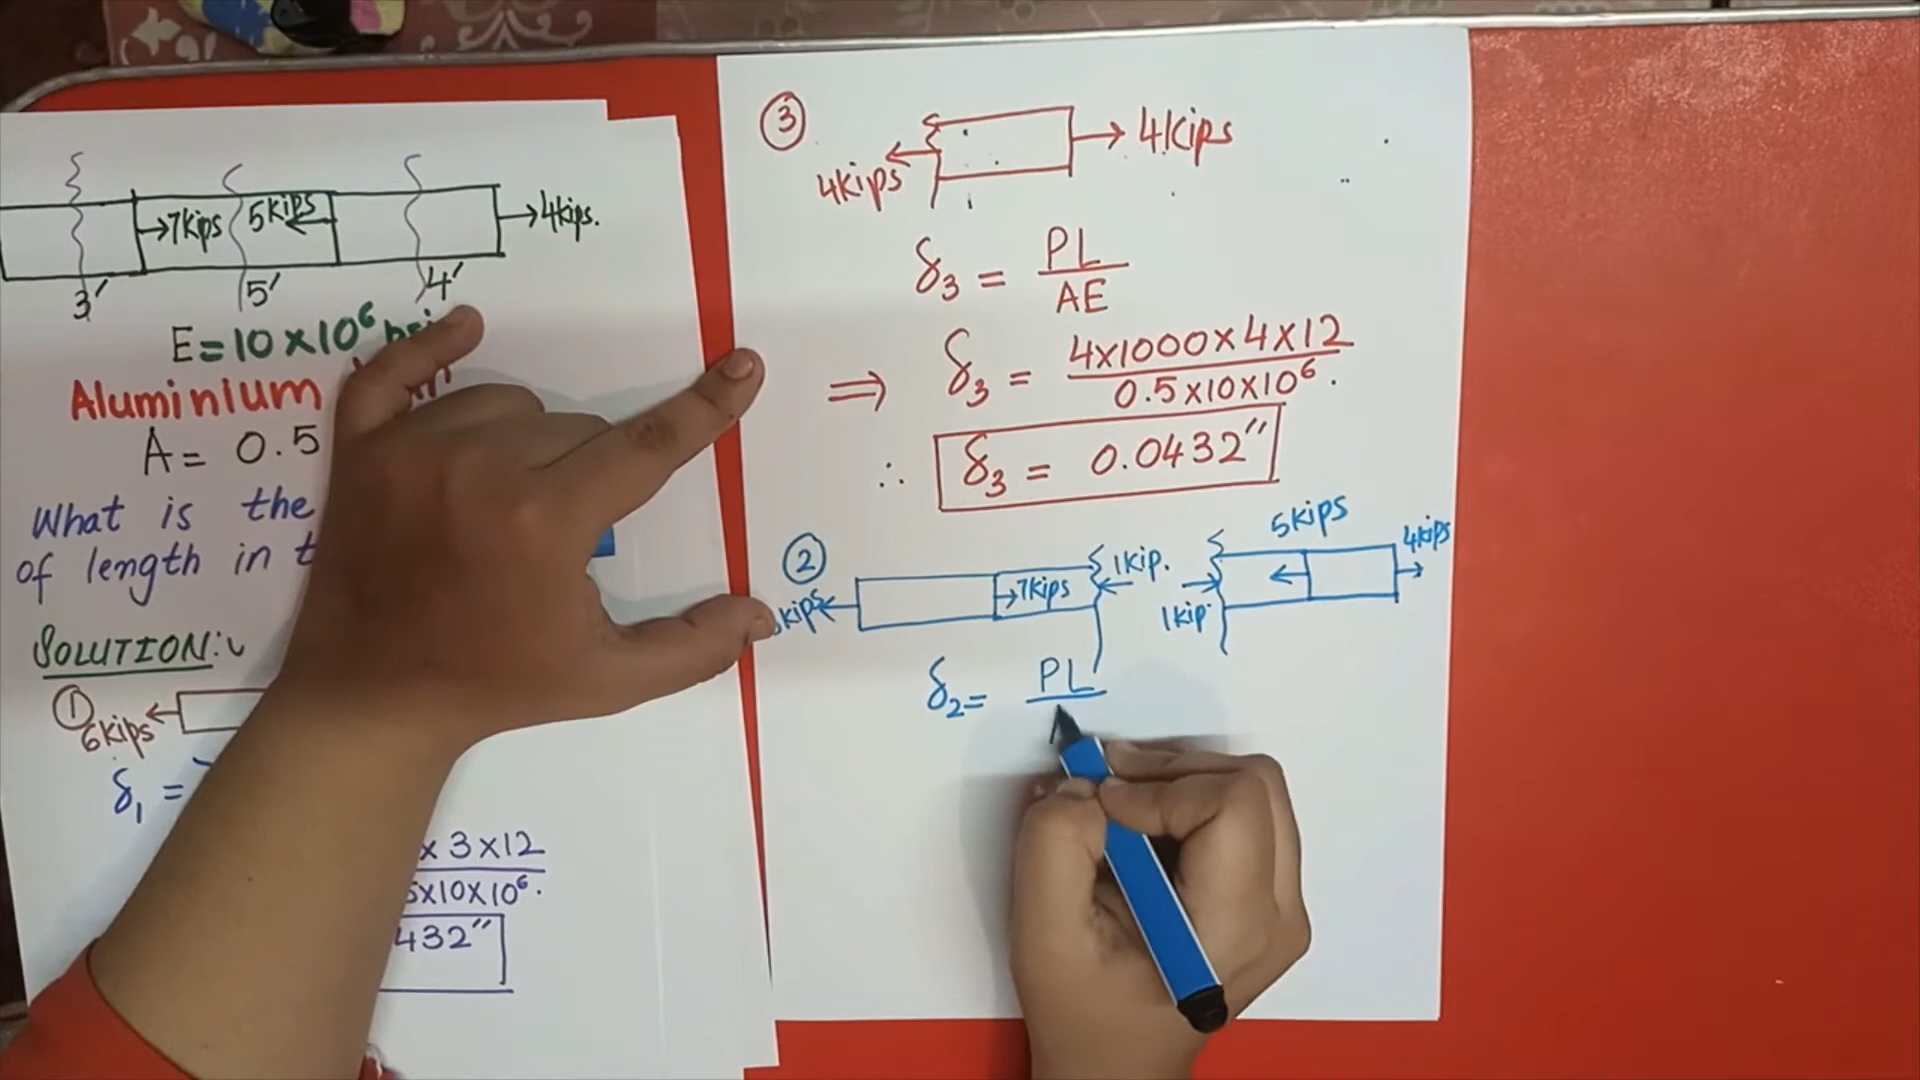 →7kips
5kips
→4kips.
3'
5'
4'
E=10×10⁶
Aluminium
A= 0.5
What is the
of length in
SOLUTION:
①
6kips
δ₁ =
x 3×12
5×10×10⁶.
432"
③
4kips
4kips
δ₃ = PL
AE
⇒ δ₃ = 4×1000×4×12
0.5×10×10⁶.
∴ δ₃ = 0.0432"
②
kips
→7kips
1kip.
1kip.
5kips
4kips
δ₂= PL